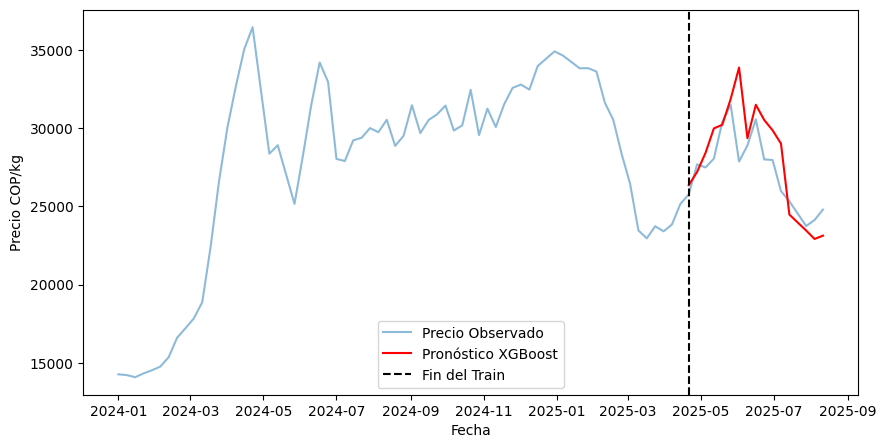 Precio COP/kg
35000
30000
25000
20000
15000
Precio Observado
Pronóstico XGBoost
Fin del Train
2024-01 2024-03 2024-05 2024-07 2024-09 2024-11 2025-01 2025-03 2025-05 2025-07 2025-09
Fecha